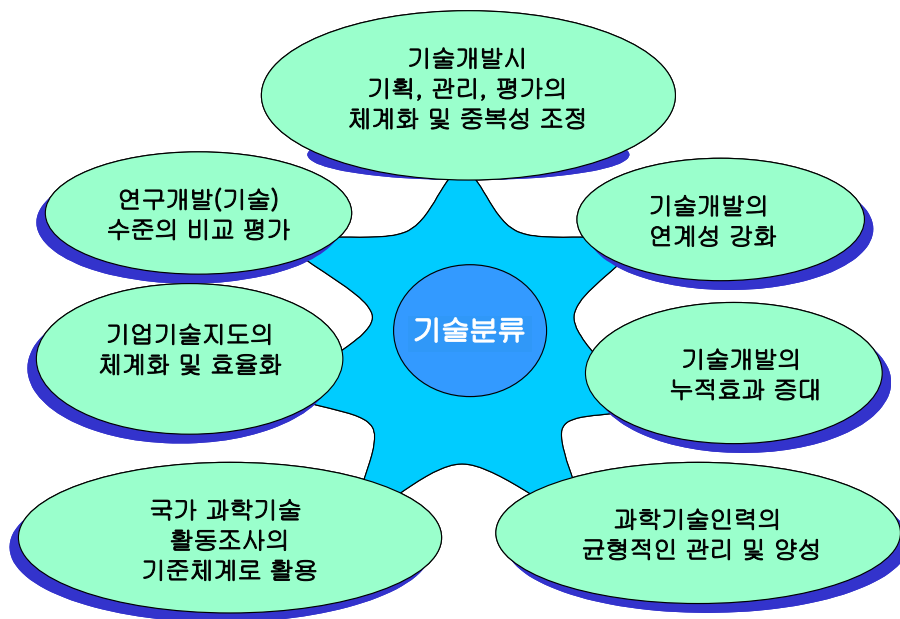 기술개발시
기획, 관리, 평가의
체계화 및 중복성 조정
연구개발(기술)
수준의 비교 평가
기술개발의
연계성 강화
기술분류
기업기술지도의
체계화 및 효율화
기술개발의
누적효과 증대
국가 과학기술
활동조사의
기준체계로 활용
과학기술인력의
균형적인 관리 및 양성